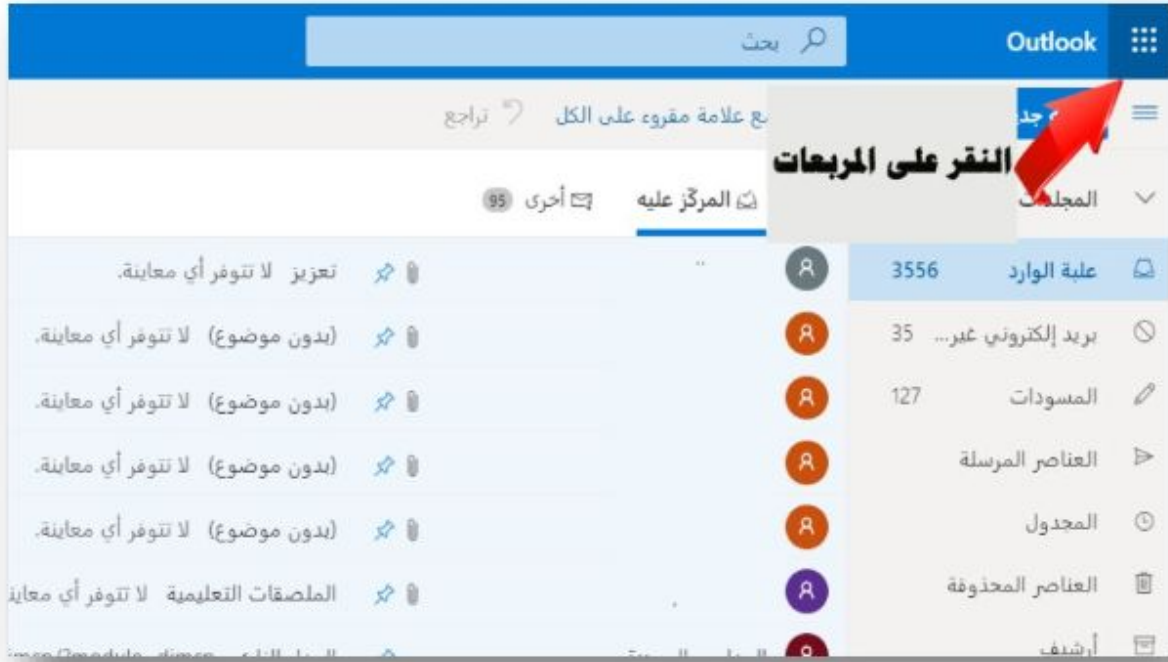 Outlook بحث
ع علامة مقروء على الكل تراجع
النقر على المربعات
المركّز عليه أخرى 95
علبة الوارد 3556
بريد إلكتروني غير... 35
المسودات 127
العناصر المرسلة
المجدول
العناصر المحذوفة
أرشيف
تعزيز لا تتوفر أي معاينة.
(بدون موضوع) لا تتوفر أي معاينة.
(بدون موضوع) لا تتوفر أي معاينة.
(بدون موضوع) لا تتوفر أي معاينة.
(بدون موضوع) لا تتوفر أي معاينة.
الملصقات التعليمية لا تتوفر أي معاين